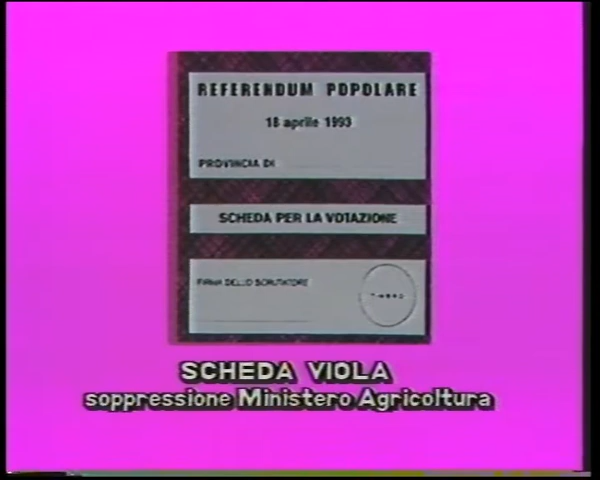 REFERENDUM POPOLARE
18 aprile 1993
PROVINCIA DI
SCHEDA PER LA VOTAZIONE
FIRMA DELLO SCRUTATORE
TIMBRO
SCHEDA VIOLA
soppressione Ministero Agricoltura